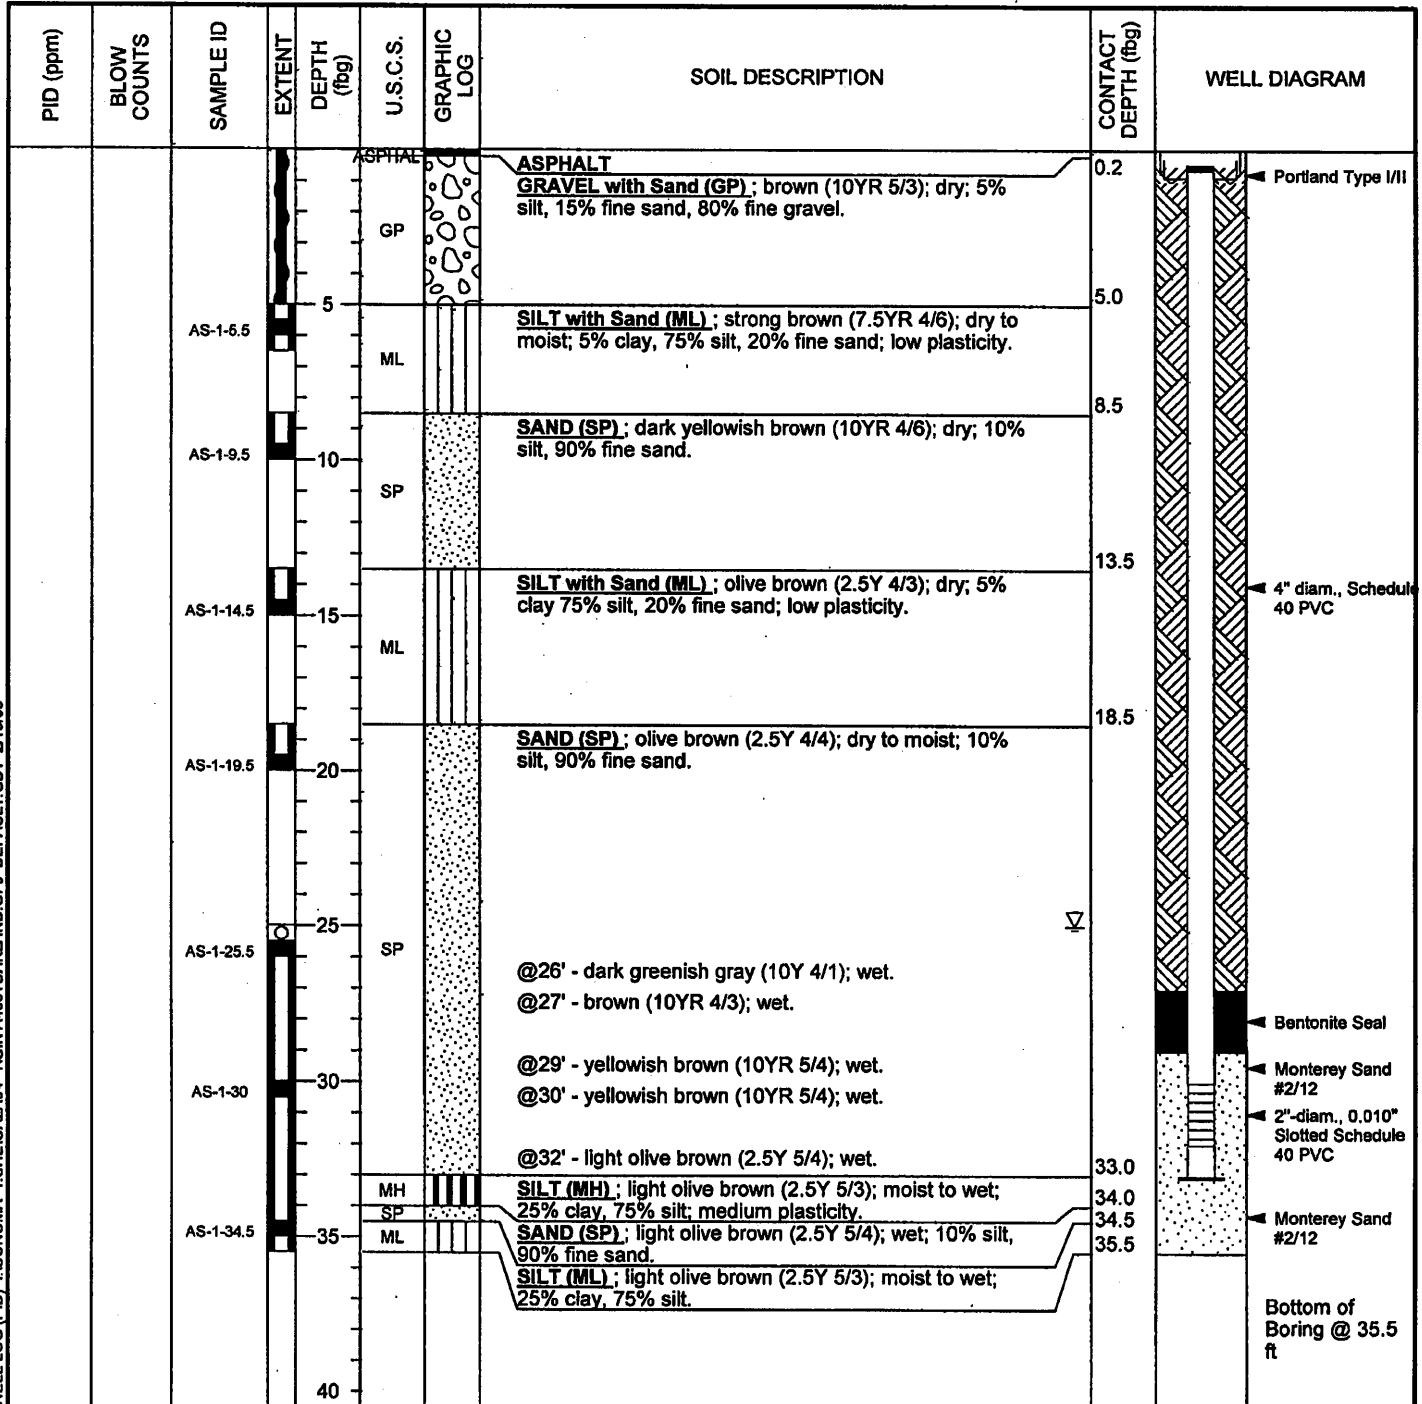 PID (ppm)
BLOW
COUNTS
SAMPLE ID
EXTENT
DEPTH
(fbg)
U.S.C.S.
GRAPHIC
LOG
SOIL DESCRIPTION
CONTACT
DEPTH (fbg)
WELL DIAGRAM
ASPHAL
ASPHALT
0.2
Portland Type I/II
GRAVEL with Sand (GP) ; brown (10YR 5/3); dry; 5%
silt, 15% fine sand, 80% fine gravel.
GP
5
5.0
AS-1-6.5
SILT with Sand (ML) ; strong brown (7.5YR 4/6); dry to
moist; 5% clay, 75% silt, 20% fine sand; low plasticity.
ML
8.5
SAND (SP) ; dark yellowish brown (10YR 4/6); dry; 10%
silt, 90% fine sand.
AS-1-9.5
10
SP
13.5
SILT with Sand (ML) ; olive brown (2.5Y 4/3); dry; 5%
clay 75% silt, 20% fine sand; low plasticity.
4" diam., Schedule
40 PVC
AS-1-14.5
15
ML
18.5
SAND (SP) ; olive brown (2.5Y 4/4); dry to moist; 10%
silt, 90% fine sand.
AS-1-19.5
20
25
AS-1-25.5
SP
@26' - dark greenish gray (10Y 4/1); wet.
@27' - brown (10YR 4/3); wet.
Bentonite Seal
@29' - yellowish brown (10YR 5/4); wet.
Monterey Sand
#2/12
AS-1-30
30
@30' - yellowish brown (10YR 5/4); wet.
2"-diam., 0.010"
Slotted Schedule
40 PVC
@32' - light olive brown (2.5Y 5/4); wet.
33.0
MH
SILT (MH) ; light olive brown (2.5Y 5/3); moist to wet;
25% clay, 75% silt; medium plasticity.
34.0
SP
34.5
Monterey Sand
#2/12
AS-1-34.5
35
ML
SAND (SP) ; light olive brown (2.5Y 5/4); wet; 10% silt,
90% fine sand.
35.5
SILT (ML) ; light olive brown (2.5Y 5/3); moist to wet;
25% clay, 75% silt.
Bottom of
Boring @ 35.5
ft
40